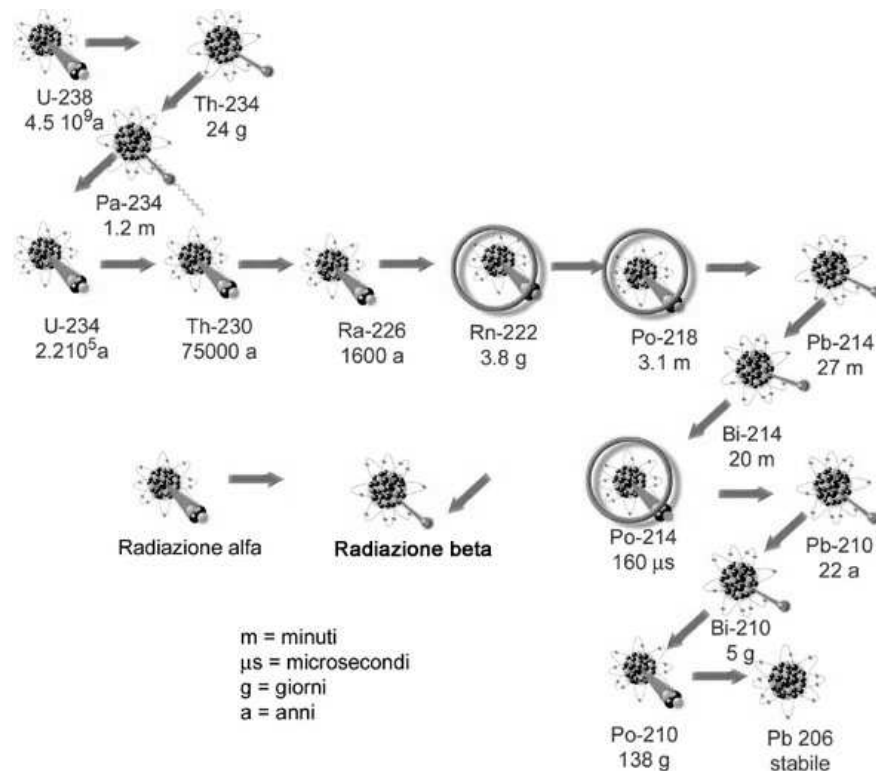 U-238
4.5 10⁹a
Th-234
24 g
Pa-234
1.2 m
U-234
2.210⁵a
Th-230
75000 a
Ra-226
1600 a
Rn-222
3.8 g
Po-218
3.1 m
Pb-214
27 m
Bi-214
20 m
Po-214
160 µs
Pb-210
22 a
Bi-210
5 g
Po-210
138 g
Pb 206
stabile
Radiazione alfa
Radiazione beta
m = minuti
µs = microsecondi
g = giorni
a = anni